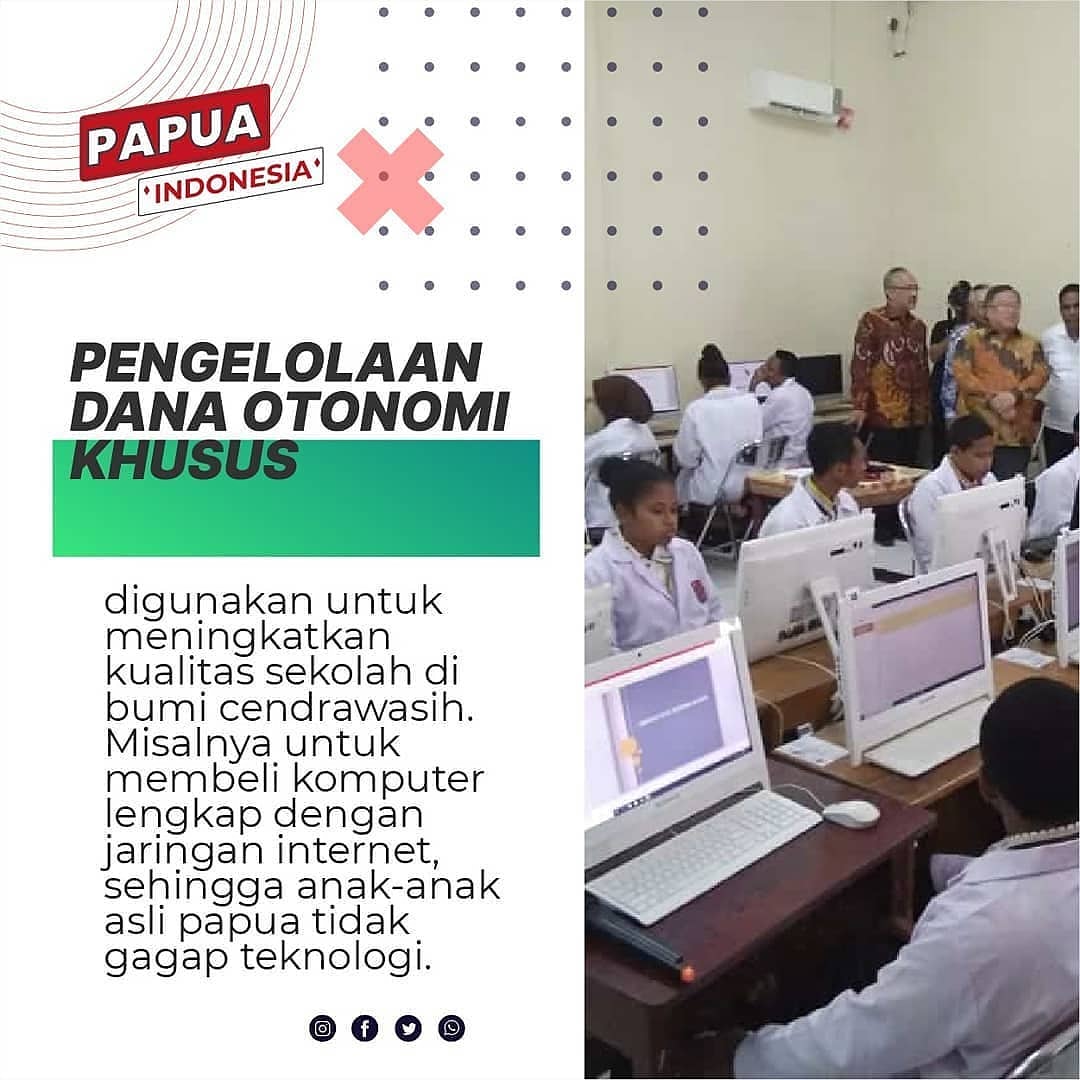 PAPUA
INDONESIA
PENGELOLAAN
DANA OTONOMI
KHUSUS
digunakan untuk
meningkatkan
kualitas sekolah di
bumi cendrawasih.
Misalnya untuk
membeli komputer
lengkap dengan
jaringan internet,
sehingga anak-anak
asli papua tidak
gagap teknologi.